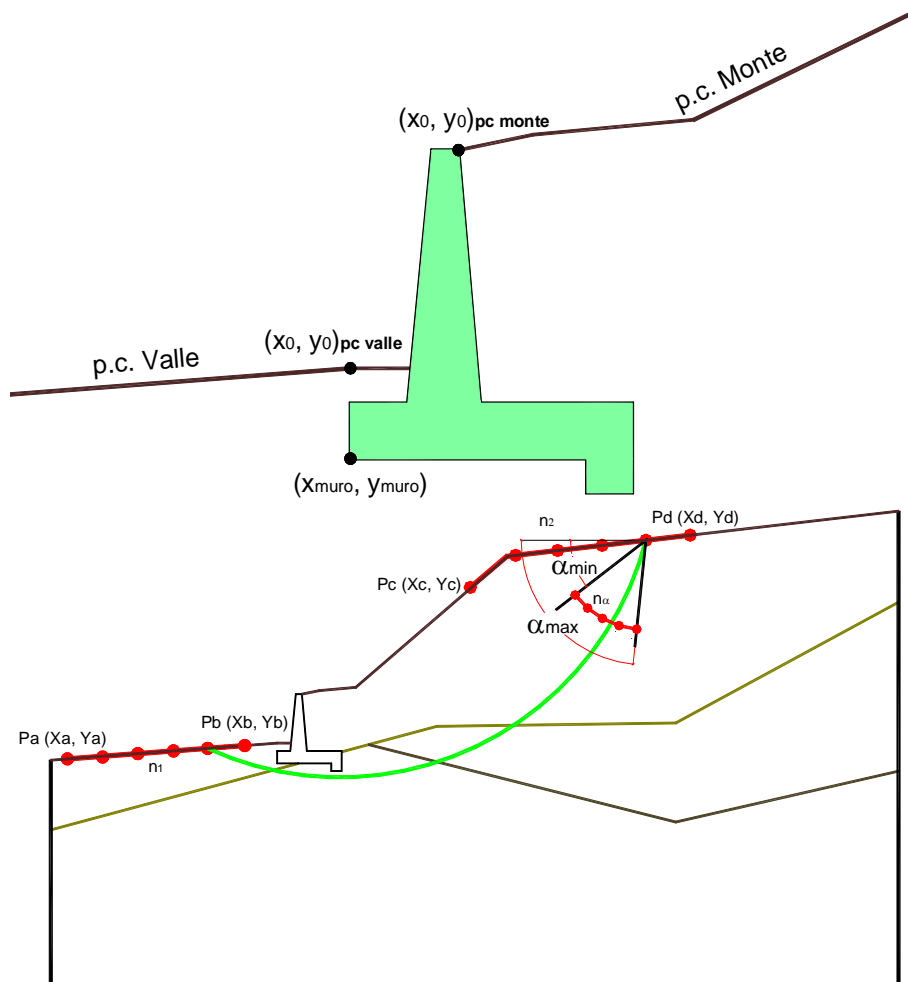 p.c. Monte
(x0, y0)pc monte
(x0, y0)pc valle
p.c. Valle
(xmuro, ymuro)
n2
Pd (Xd, Yd)
αmin
Pc (Xc, Yc)
nα
αmax
Pb (Xb, Yb)
Pa (Xa, Ya)
n1